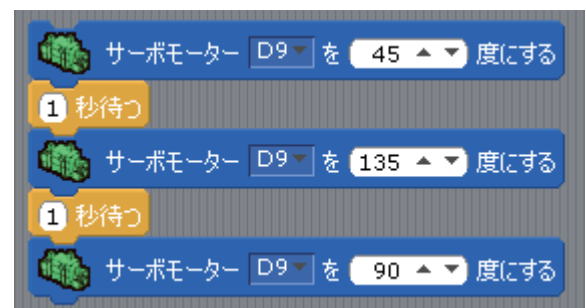 サーボモーター D9 を 45 度にする
1 秒待つ
サーボモーター D9 を 135 度にする
1 秒待つ
サーボモーター D9 を 90 度にする